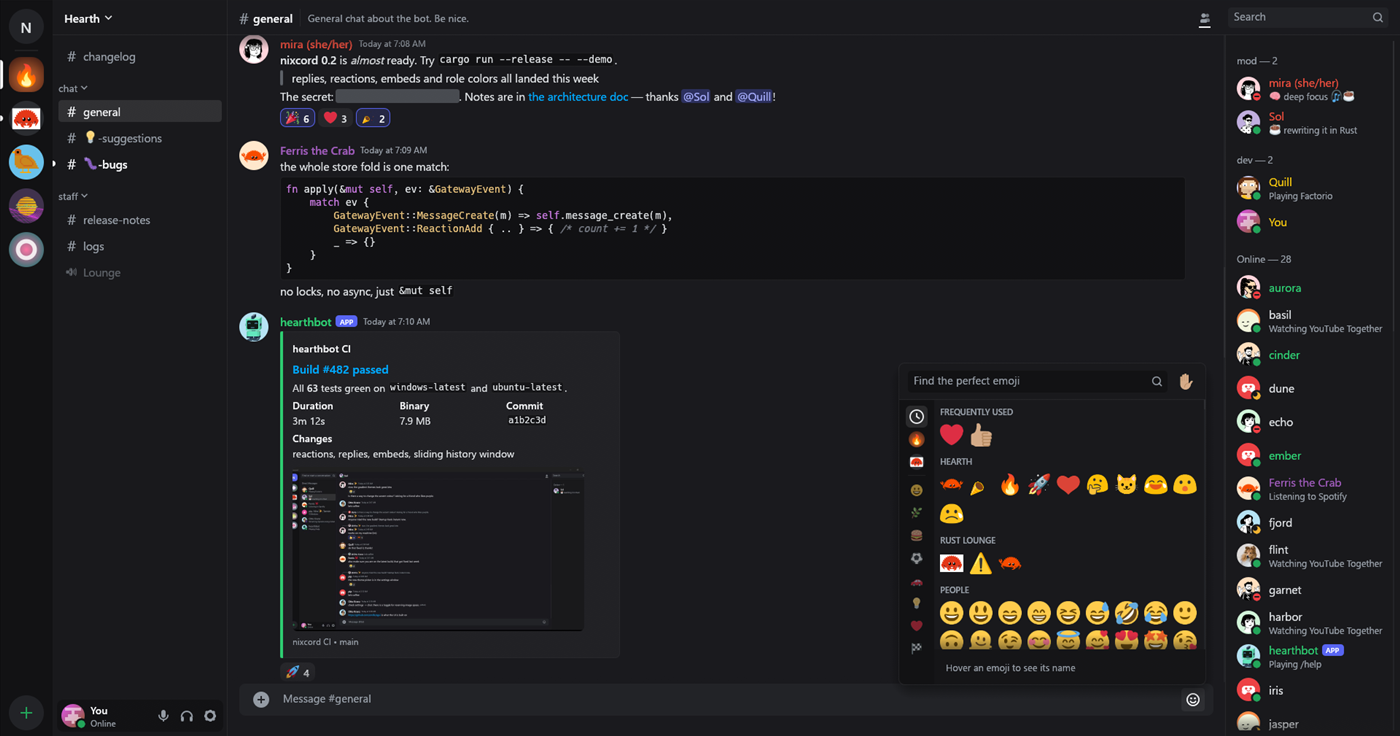 N
Hearth
# changelog
chat
# general
# 💡-suggestions
# 🐛-bugs
staff
# release-notes
# logs
Lounge
You
Online
# general
General chat about the bot. Be nice.
mira (she/her) Today at 7:08 AM
nixcord 0.2 is almost ready. Try cargo run --release -- --demo.
replies, reactions, embeds and role colors all landed this week
The secret: . Notes are in the architecture doc — thanks @Sol and @Quill!
6 3 2
Ferris the Crab Today at 7:09 AM
the whole store fold is one match:
fn apply(&mut self, ev: &GatewayEvent) {
match ev {
GatewayEvent::MessageCreate(m) => self.message_create(m),
GatewayEvent::ReactionAdd { .. } => { /* count += 1 */ }
_ => {}
}
}
no locks, no async, just &mut self
hearthbot APP Today at 7:10 AM
hearthbot CI
Build #482 passed
All 63 tests green on windows-latest and ubuntu-latest.
Duration Binary Commit
3m 12s 7.9 MB a1b2c3d
Changes
reactions, replies, embeds, sliding history window
nixcord CI • main
4
Message #general
Find the perfect emoji
FREQUENTLY USED
HEARTH
RUST LOUNGE
PEOPLE
Hover an emoji to see its name
Search
mod — 2
mira (she/her)
🧠 deep focus 🎵☕
Sol
☕ rewriting it in Rust
dev — 2
Quill
Playing Factorio
You
Online — 28
aurora
basil
Watching YouTube Together
cinder
dune
echo
ember
Ferris the Crab
Listening to Spotify
fjord
flint
Watching YouTube Together
garnet
harbor
Watching YouTube Together
hearthbot APP
Playing /help
iris
jasper